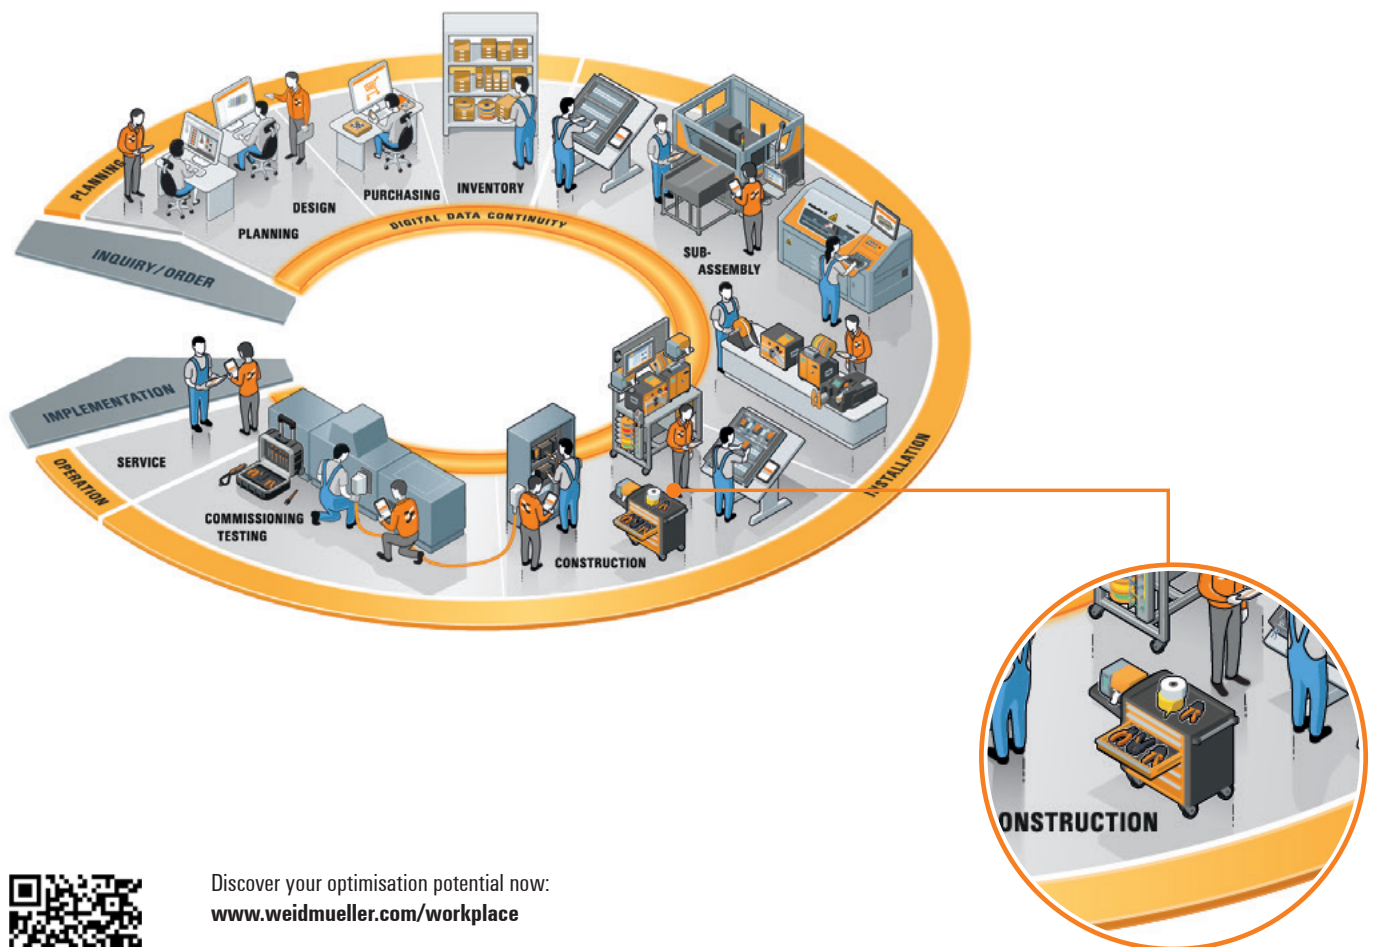 PLANNING
INQUIRY / ORDER
PLANNING
DESIGN
PURCHASING
INVENTORY
DIGITAL DATA CONTINUITY
SUB-
ASSEMBLY
INSTALLATION
CONSTRUCTION
COMMISSIONING
TESTING
SERVICE
OPERATION
IMPLEMENTATION
ONSTRUCTION
Discover your optimisation potential now:
www.weidmueller.com/workplace